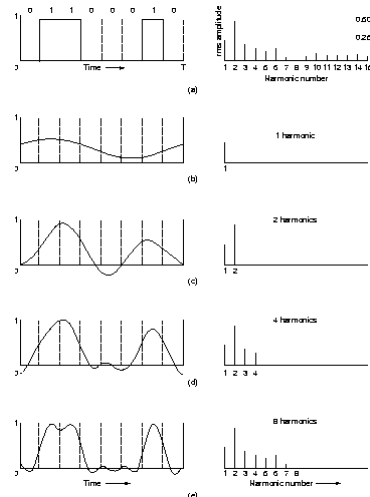 0 1 1 0 0 0 1 0
1
0
Time
T
rms amplitude
0.50
0.25
1 2 3 4 5 6 7 8 9 10 11 12 13 14 15
Harmonic number
(a)
1
0
(b)
1 harmonic
1
1
0
(c)
2 harmonics
1 2
1
0
(d)
4 harmonics
1 2 3 4
1
0
Time
(e)
8 harmonics
1 2 3 4 5 6 7 8
Harmonic number